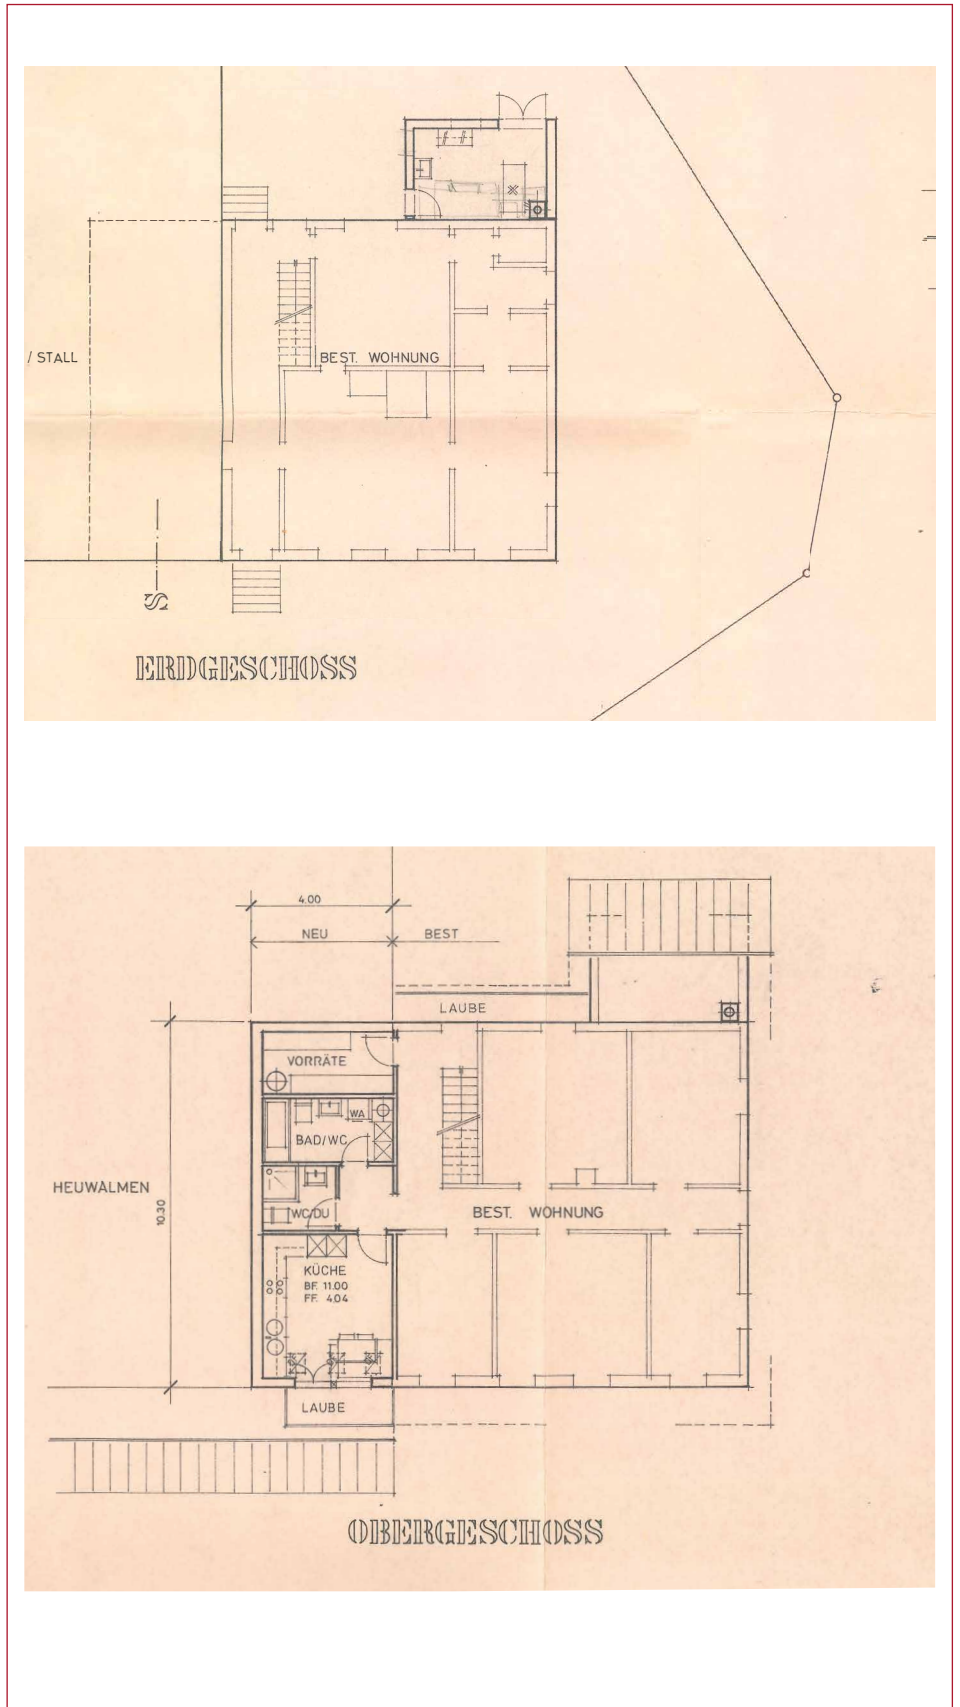 / STALL
BEST. WOHNUNG
S
ERDGESCHOSS
4.00
NEU
BEST
LAUBE
VORRÄTE
WA
BAD/WC
HEUWALMEN
10.30
WC/DU
BEST. WOHNUNG
KÜCHE
BF. 11.00
FF. 4.04
LAUBE
OBERGESCHOSS